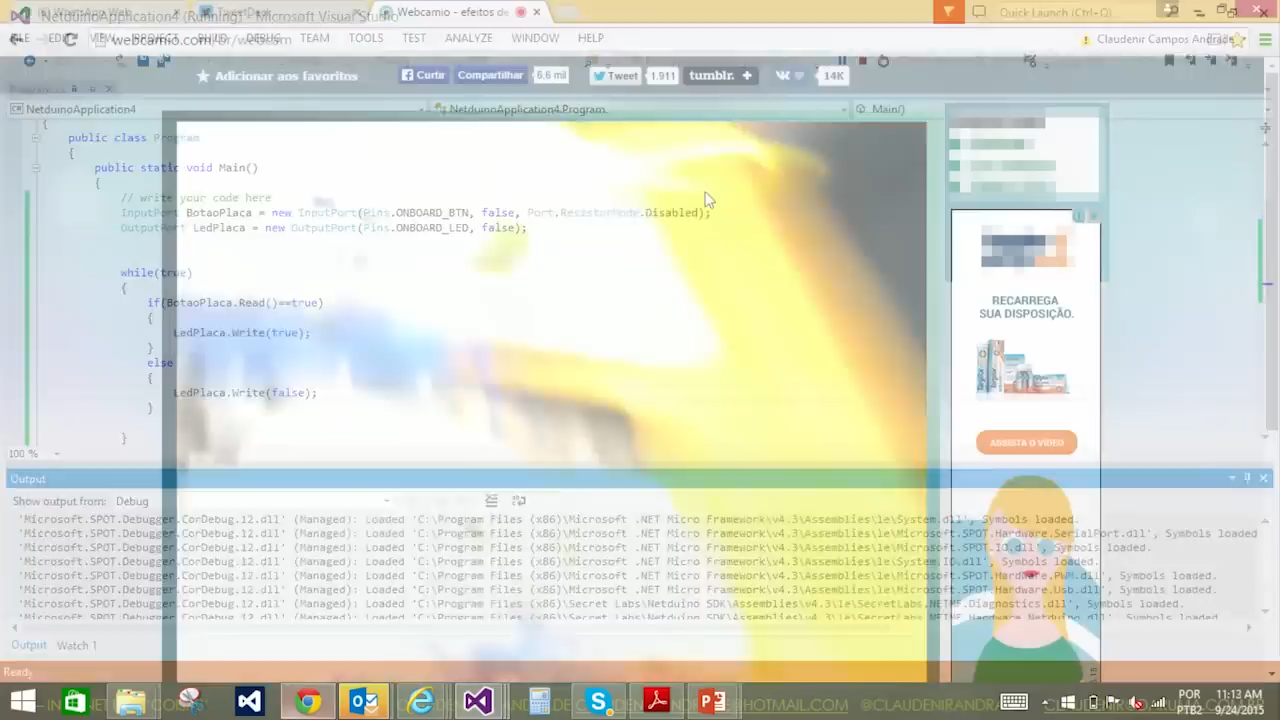 NetduinoApplication4 (Running) - Microsoft Visual Studio
Webcamio - efeitos de
Quick Launch (Ctrl+Q)
EDIT VIEW DEBUG TEAM TOOLS TEST ANALYZE WINDOW HELP
webcamio.com/br/webcam
Claudenir Campos Andrade
Adicionar aos favoritos
Curtir Compartilhar 6,6 mil Tweet 1.911 tumblr. + 14K
NetduinoApplication4
NetduinoApplication4.Program
Main()
{
public class Program
{
public static void Main()
{
// write your code here
InputPort BotaoPlaca = new InputPort(Pins.ONBOARD_BTN, false, Port.ResistorMode.Disabled);
OutputPort LedPlaca = new OutputPort(Pins.ONBOARD_LED, false);
while(true)
{
if(BotaoPlaca.Read()==true)
{
LedPlaca.Write(true);
}
else
{
LedPlaca.Write(false);
}
}
100 %
RECARREGA
SUA DISPOSIÇÃO.
ASSISTA O VÍDEO
Output
Show output from: Debug
'Microsoft.SPOT.Debugger.CorDebug.12.dll' (Managed): Loaded 'C:\Program Files (x86)\Microsoft .NET Micro Framework\v4.3\Assemblies\le\System.dll', Symbols loaded.
'Microsoft.SPOT.Debugger.CorDebug.12.dll' (Managed): Loaded 'C:\Program Files (x86)\Microsoft .NET Micro Framework\v4.3\Assemblies\le\Microsoft.SPOT.Hardware.SerialPort.dll', Symbols loaded
'Microsoft.SPOT.Debugger.CorDebug.12.dll' (Managed): Loaded 'C:\Program Files (x86)\Microsoft .NET Micro Framework\v4.3\Assemblies\le\Microsoft.SPOT.IO.dll', Symbols loaded.
'Microsoft.SPOT.Debugger.CorDebug.12.dll' (Managed): Loaded 'C:\Program Files (x86)\Microsoft .NET Micro Framework\v4.3\Assemblies\le\System.IO.dll', Symbols loaded.
'Microsoft.SPOT.Debugger.CorDebug.12.dll' (Managed): Loaded 'C:\Program Files (x86)\Microsoft .NET Micro Framework\v4.3\Assemblies\le\Microsoft.SPOT.Hardware.PWM.dll', Symbols loaded.
'Microsoft.SPOT.Debugger.CorDebug.12.dll' (Managed): Loaded 'C:\Program Files (x86)\Microsoft .NET Micro Framework\v4.3\Assemblies\le\Microsoft.SPOT.Hardware.Usb.dll', Symbols loaded.
'Microsoft.SPOT.Debugger.CorDebug.12.dll' (Managed): Loaded 'C:\Program Files (x86)\Secret Labs\Netduino SDK\Assemblies\v4.3\le\SecretLabs.NETMF.Diagnostics.dll', Symbols loaded.
Output Watch 1
Ready
@HOTMAIL.COM @CLAUDENIRANDRA
POR
PTB2
11:13 AM
9/24/2015